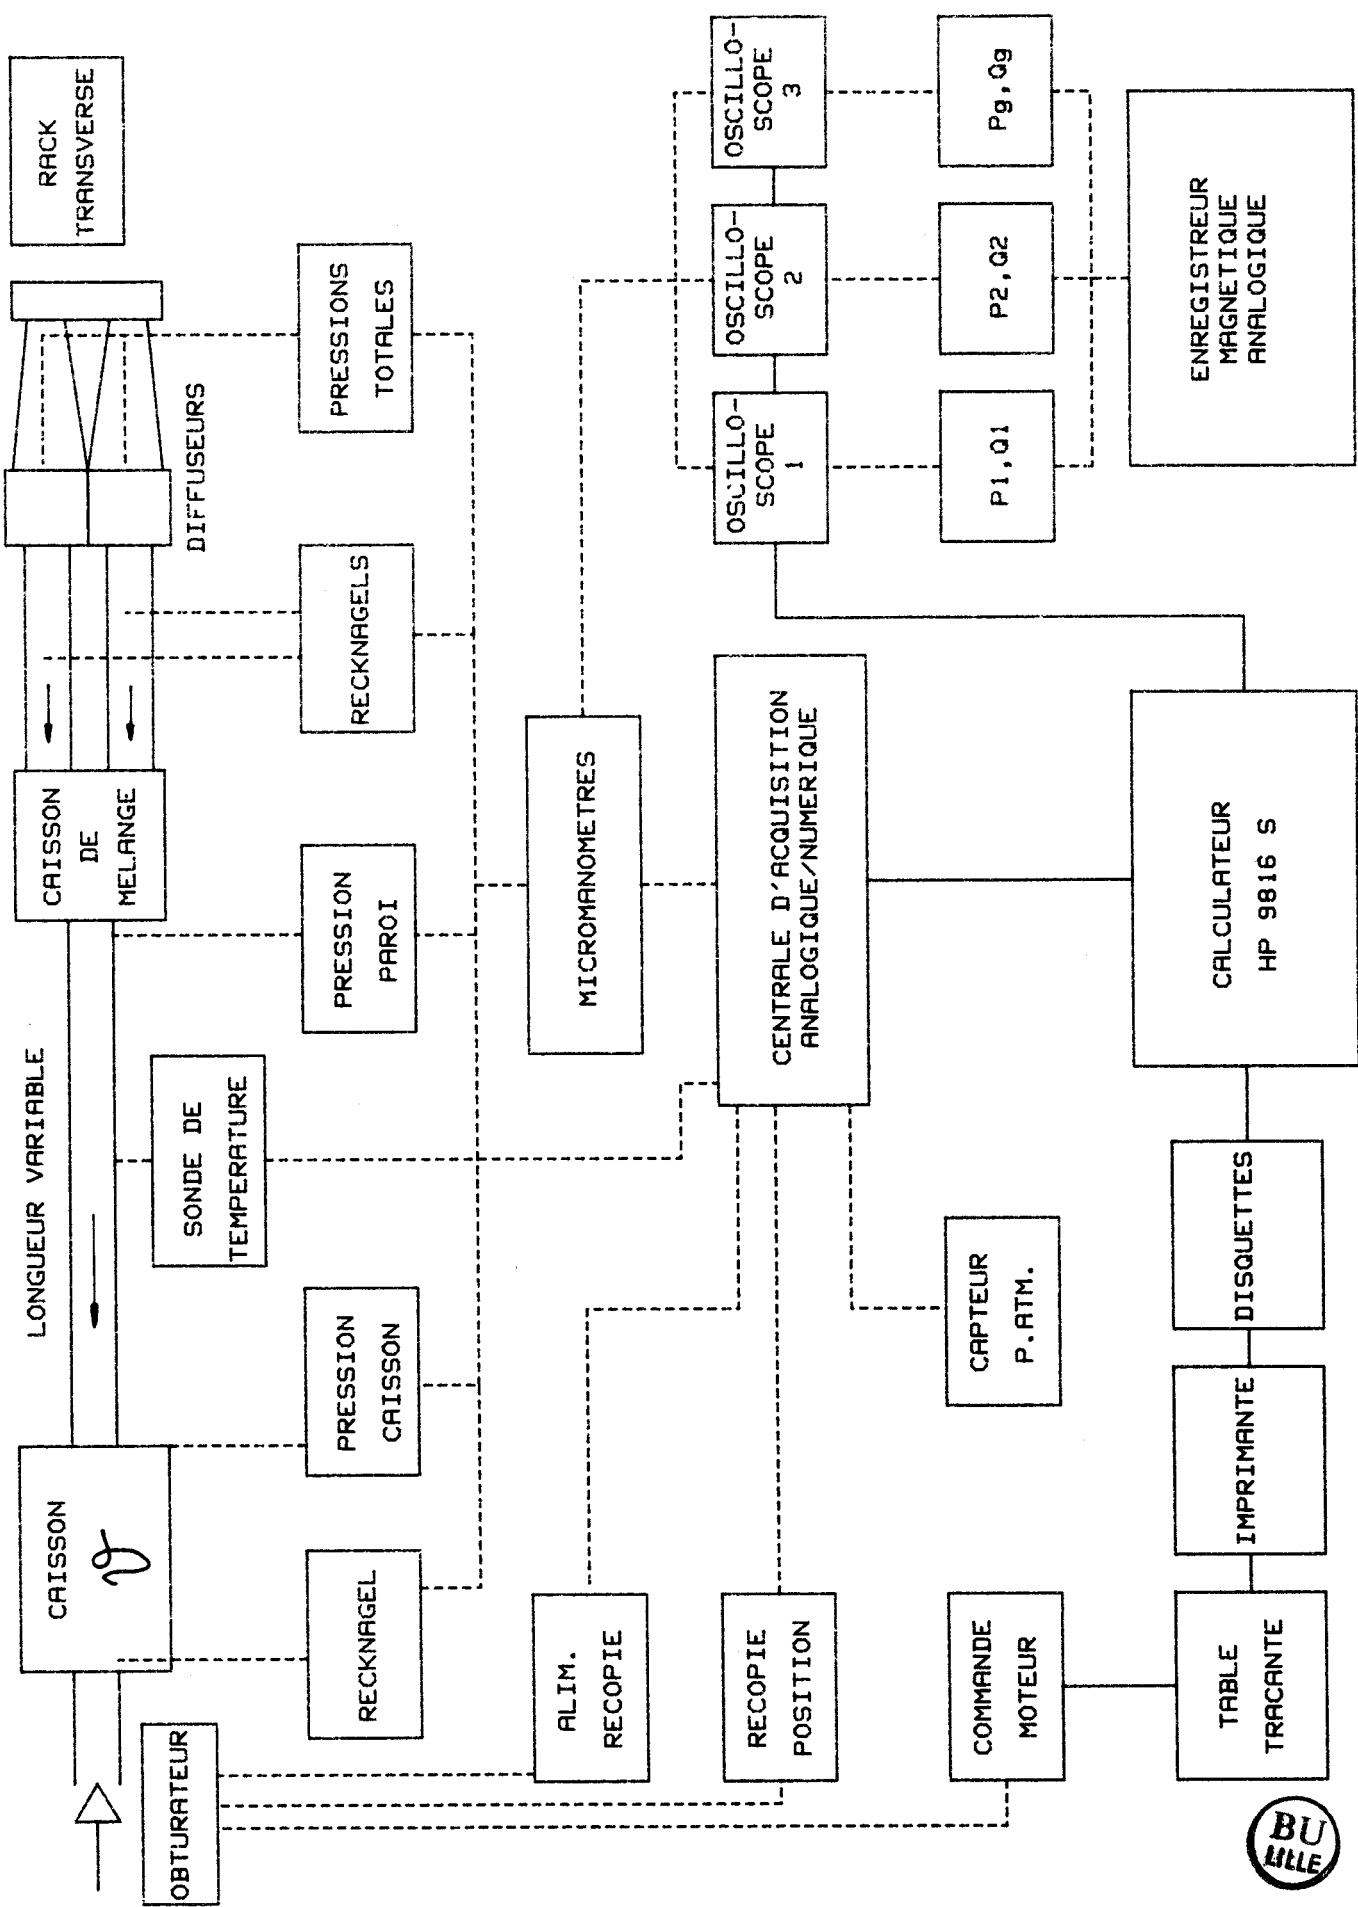 OBTURATEUR
CAISSON
LONGUEUR VARIABLE
CAISSON
DE
MELANGE
DIFFUSEURS
RACK
TRANSVERSE
RECKNAGEL
PRESSION
CAISSON
SONDE DE
TEMPERATURE
PRESSION
PAROI
RECKNAGELS
PRESSIONS
TOTALES
ALIM.
RECOPIE
MICROMANOMETRES
RECOPIE
POSITION
CENTRALE D'ACQUISITION
ANALOGIQUE/NUMERIQUE
OSCILLO-
SCOPE
1
OSCILLO-
SCOPE
2
OSCILLO-
SCOPE
3
COMMANDE
MOTEUR
CAPTEUR
P.ATM.
P1,Q1
P2,Q2
Pg,Qg
TABLE
TRACANTE
IMPRIMANTE
DISQUETTES
CALCULATEUR
HP 9816 S
ENREGISTREUR
MAGNETIQUE
ANALOGIQUE
BU
LILLE